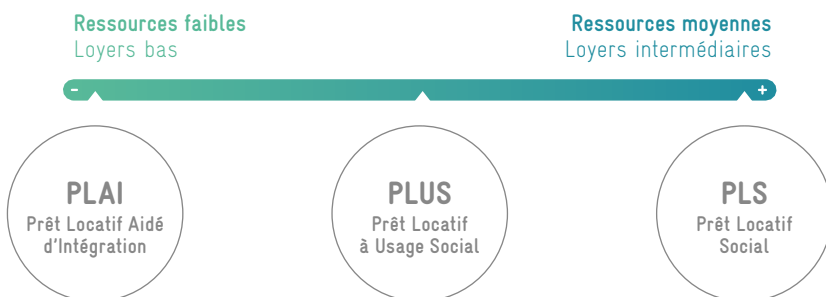 Ressources faibles
Loyers bas
Ressources moyennes
Loyers intermédiaires
- +
PLAI
Prêt Locatif Aidé
d'Intégration
PLUS
Prêt Locatif
à Usage Social
PLS
Prêt Locatif
Social